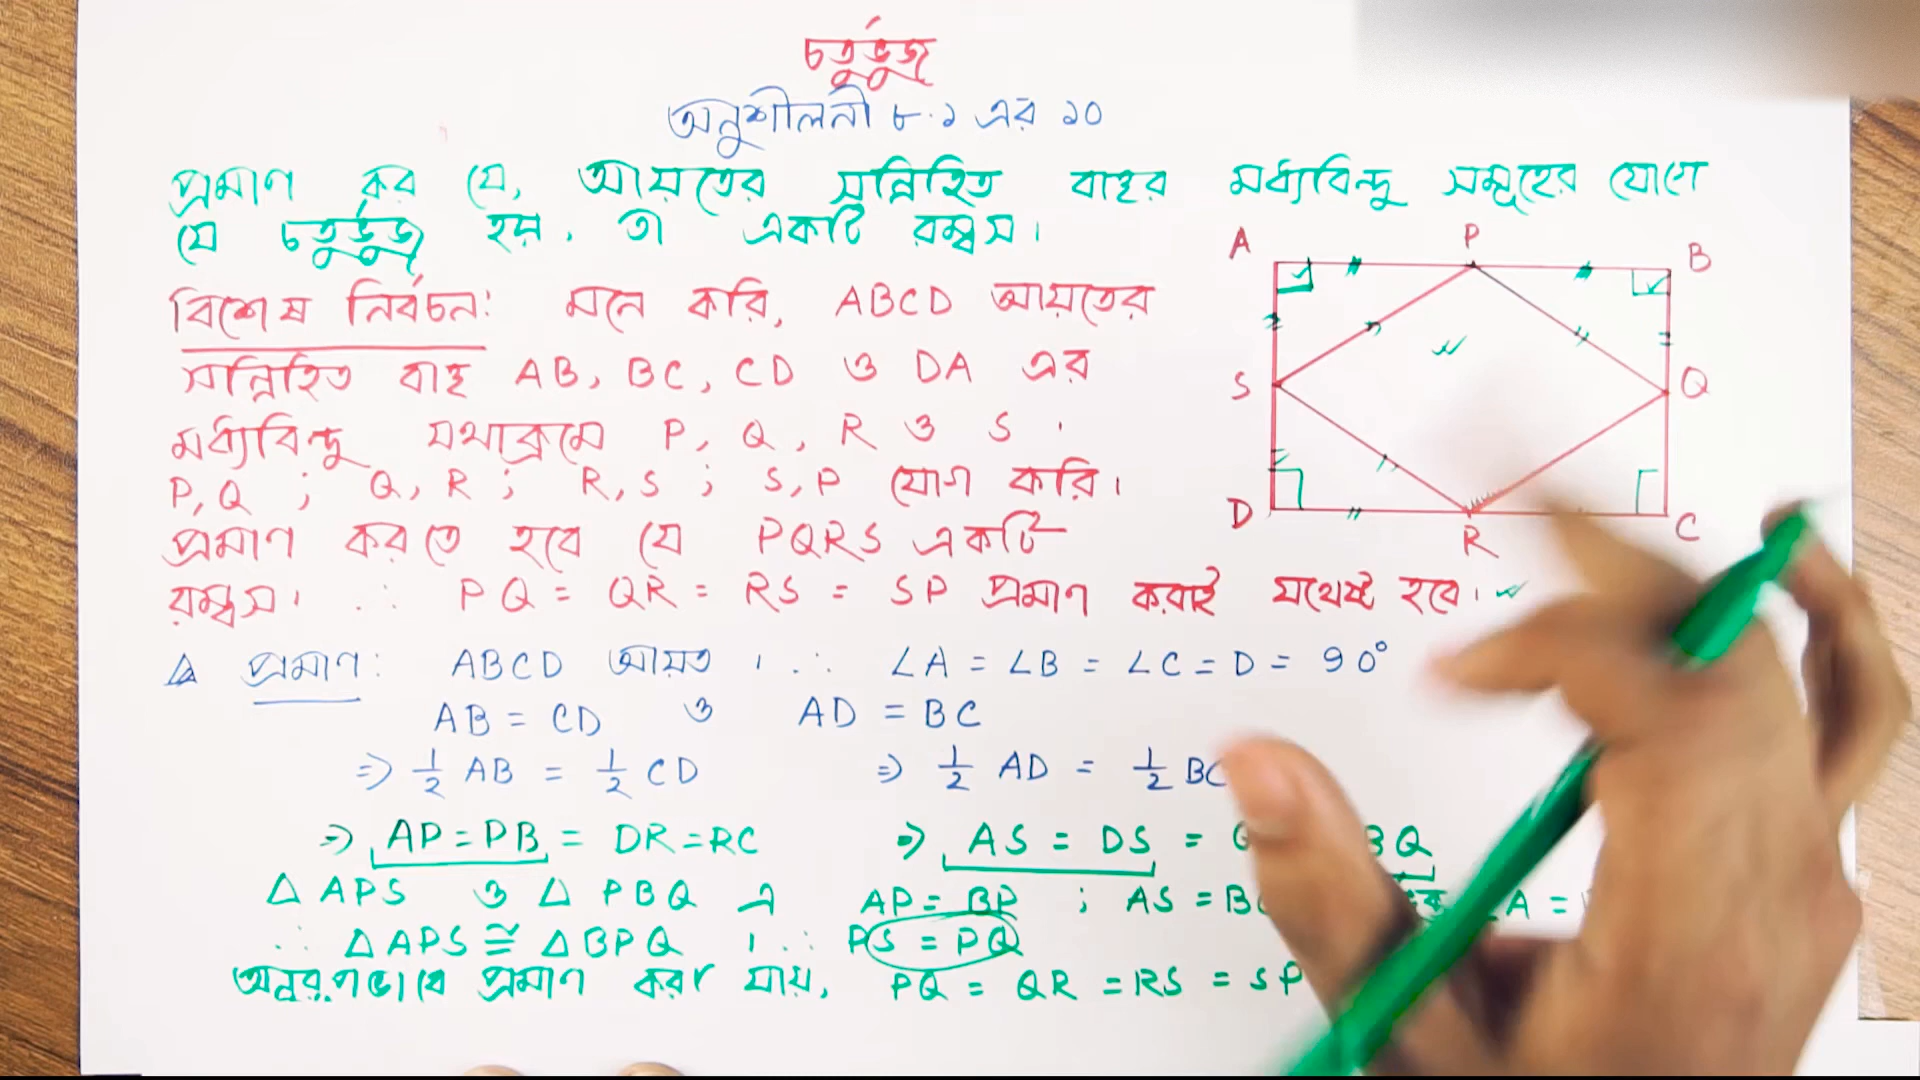 চতুর্ভুজ
অনুশীলনী ৮.১ এর ১০
প্রমাণ কর যে, আয়তের সন্নিহিত বাহুর মধ্যবিন্দু সমূহের যোগে
যে চতুর্ভুজ হয়, তা একটি রম্বস।
বিশেষ নির্বচন: মনে করি, ABCD আয়তের
সন্নিহিত বাহু AB, BC, CD ও DA এর
মধ্যবিন্দু যথাক্রমে P, Q, R ও S ।
P,Q ; Q,R ; R,S ; S,P যোগ করি।
প্রমাণ করতে হবে যে PQRS একটি
রম্বস। ∴ PQ = QR = RS = SP প্রমাণ করাই যথেষ্ট হবে।
A P B
S Q
D R C
প্রমাণ: ABCD আয়ত । ∴ ∠A = ∠B = ∠C = D = 90°
AB = CD ও AD = BC
⇒ 1/2 AB = 1/2 CD ⇒ 1/2 AD = 1/2 BC
⇒ AP = PB = DR = RC ⇒ AS = DS = BQ
△ APS ও △ PBQ এ AP = BP ; AS = B A =
∴ △ APS ≅ △ BPQ । ∴ PS = PQ
অনুরূপভাবে প্রমাণ করা যায়, PQ = QR = RS = SP